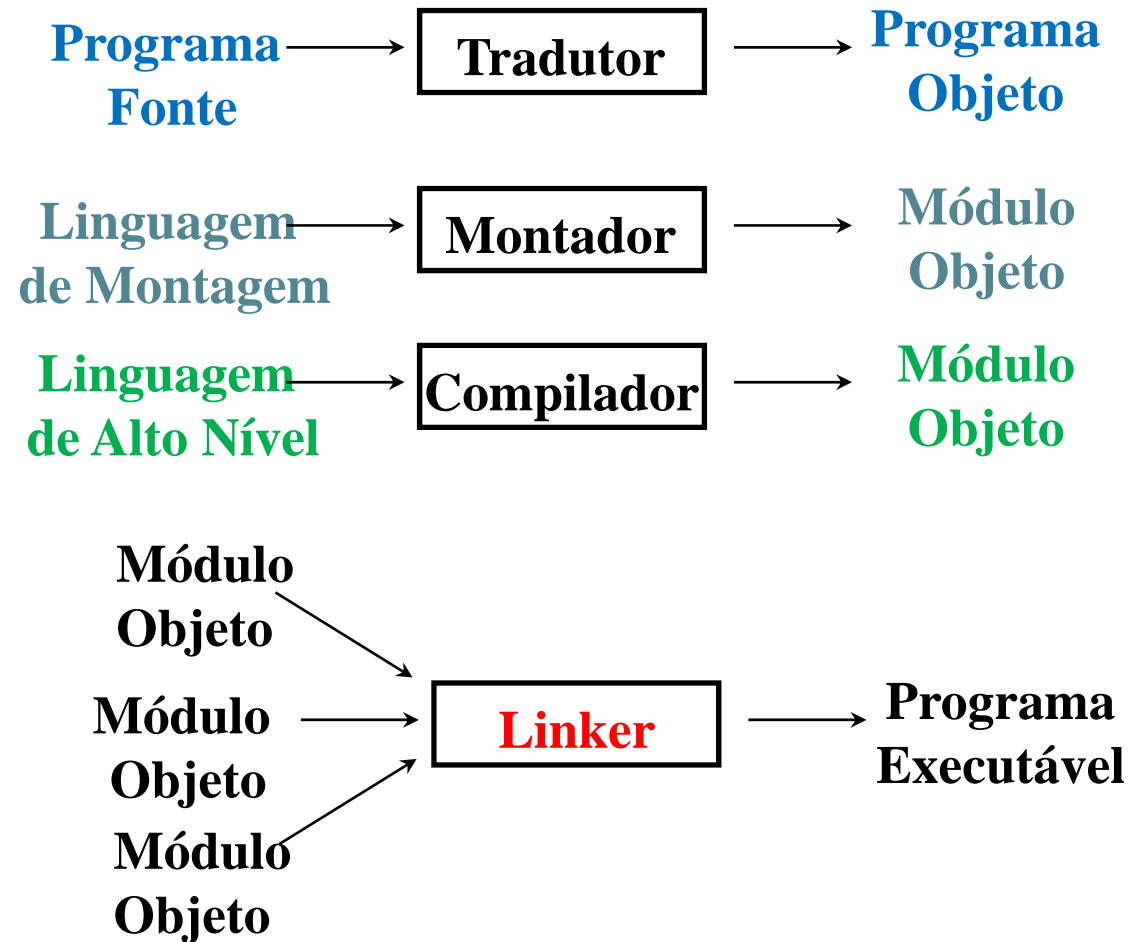 Programa
Fonte
Tradutor
Programa
Objeto
Linguagem
de Montagem
Montador
Módulo
Objeto
Linguagem
de Alto Nível
Compilador
Módulo
Objeto
Módulo
Objeto
Módulo
Objeto
Módulo
Objeto
Linker
Programa
Executável